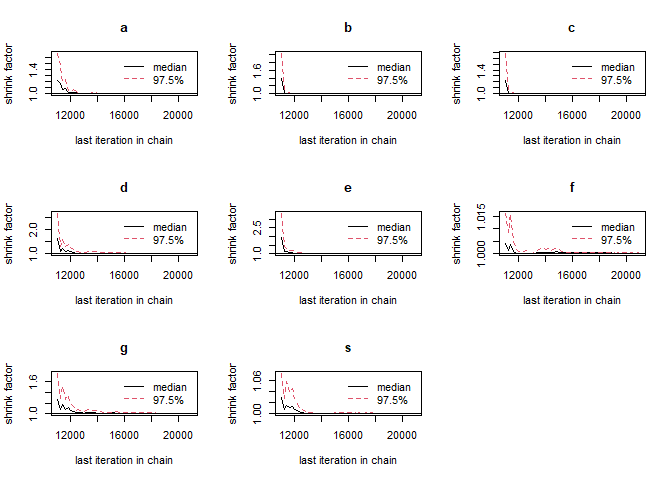 a
shrink factor
1.0 1.4
median
97.5%
12000 16000 20000
last iteration in chain
b
shrink factor
1.0 1.6
median
97.5%
12000 16000 20000
last iteration in chain
c
shrink factor
1.0 1.4
median
97.5%
12000 16000 20000
last iteration in chain
d
shrink factor
1.0 2.0
median
97.5%
12000 16000 20000
last iteration in chain
e
shrink factor
1.0 2.5
median
97.5%
12000 16000 20000
last iteration in chain
f
shrink factor
1.000 1.015
median
97.5%
12000 16000 20000
last iteration in chain
g
shrink factor
1.0 1.6
median
97.5%
12000 16000 20000
last iteration in chain
s
shrink factor
1.00 1.06
median
97.5%
12000 16000 20000
last iteration in chain